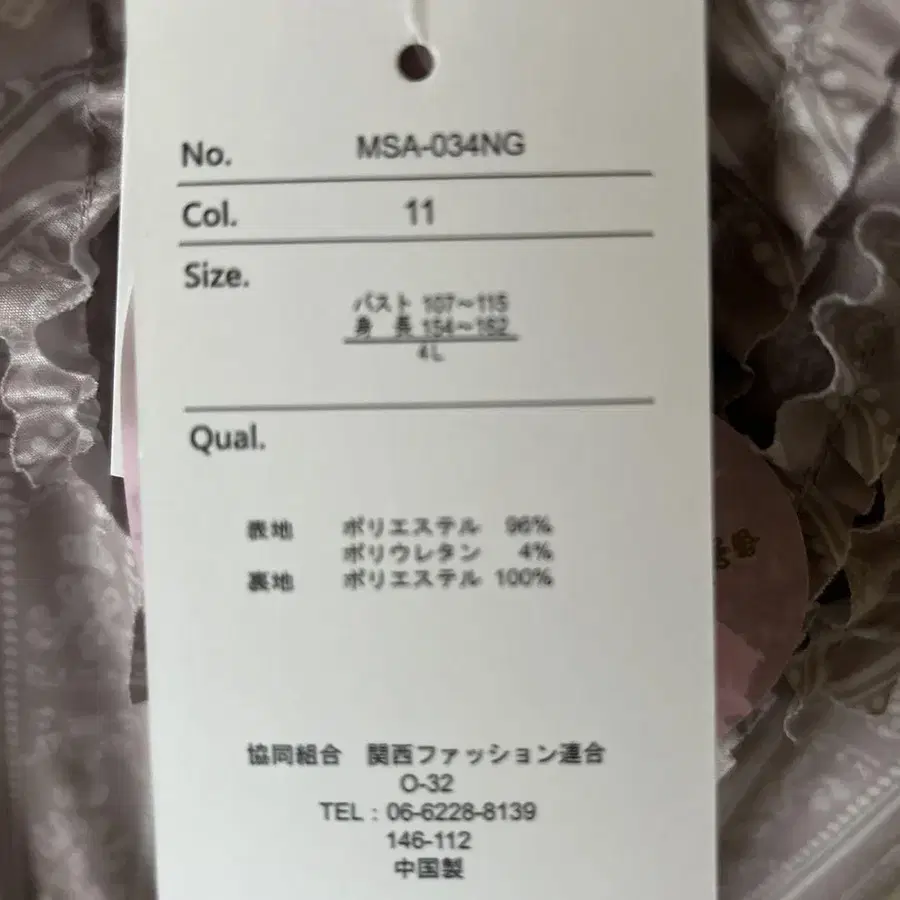 No. MSA-034NG
Col. 11
Size.
バスト 107～115
身 長 154～162
4L
Qual.
表地 ポリエステル 96%
ポリウレタン 4%
裏地 ポリエステル 100%
協同組合 関西ファッション連合
O-32
TEL：06-6228-8139
146-112
中国製